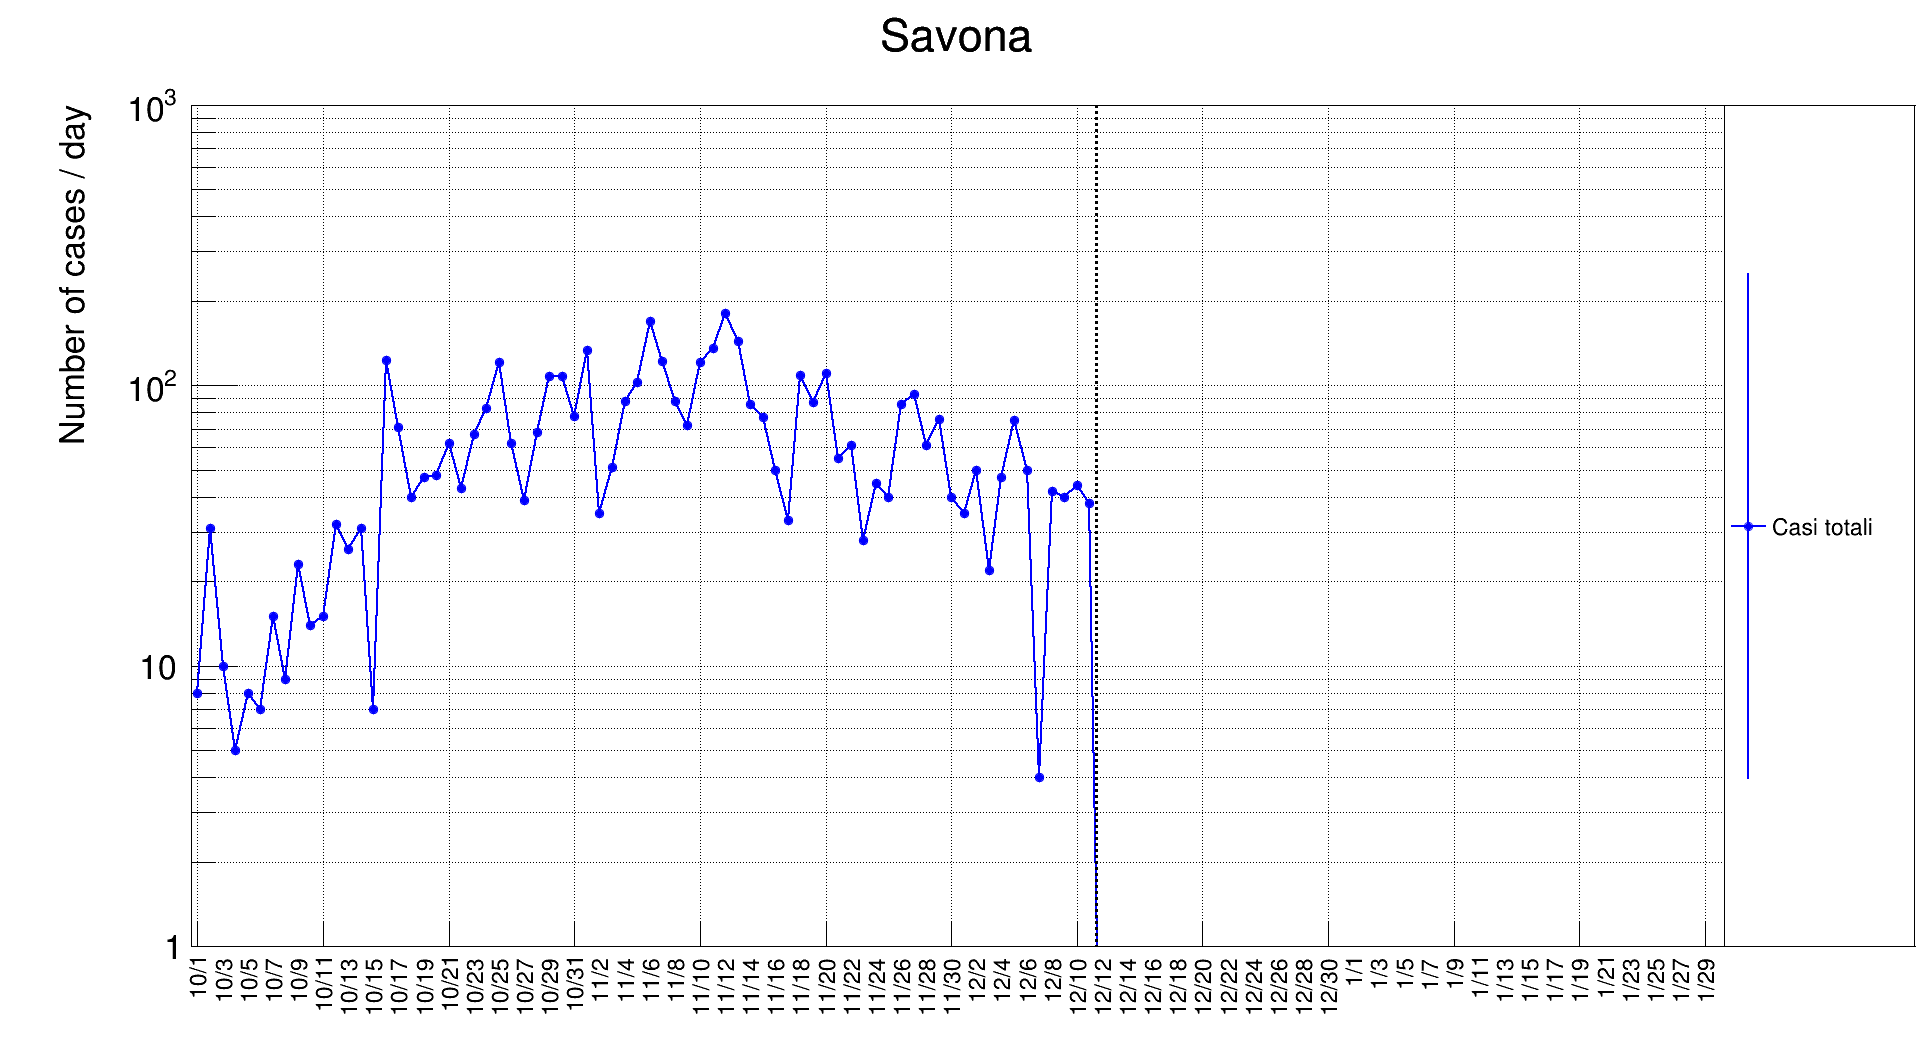 Savona
Number of cases / day
10³
10²
10
1
10/1 10/3 10/5 10/7 10/9 10/11 10/13 10/15 10/17 10/19 10/21 10/23 10/25 10/27 10/29 10/31 11/2 11/4 11/6 11/8 11/10 11/12 11/14 11/16 11/18 11/20 11/22 11/24 11/26 11/28 11/30 12/2 12/4 12/6 12/8 12/10 12/12 12/14 12/16 12/18 12/20 12/22 12/24 12/26 12/28 12/30 1/1 1/3 1/5 1/7 1/9 1/11 1/13 1/15 1/17 1/19 1/21 1/23 1/25 1/27 1/29
Casi totali